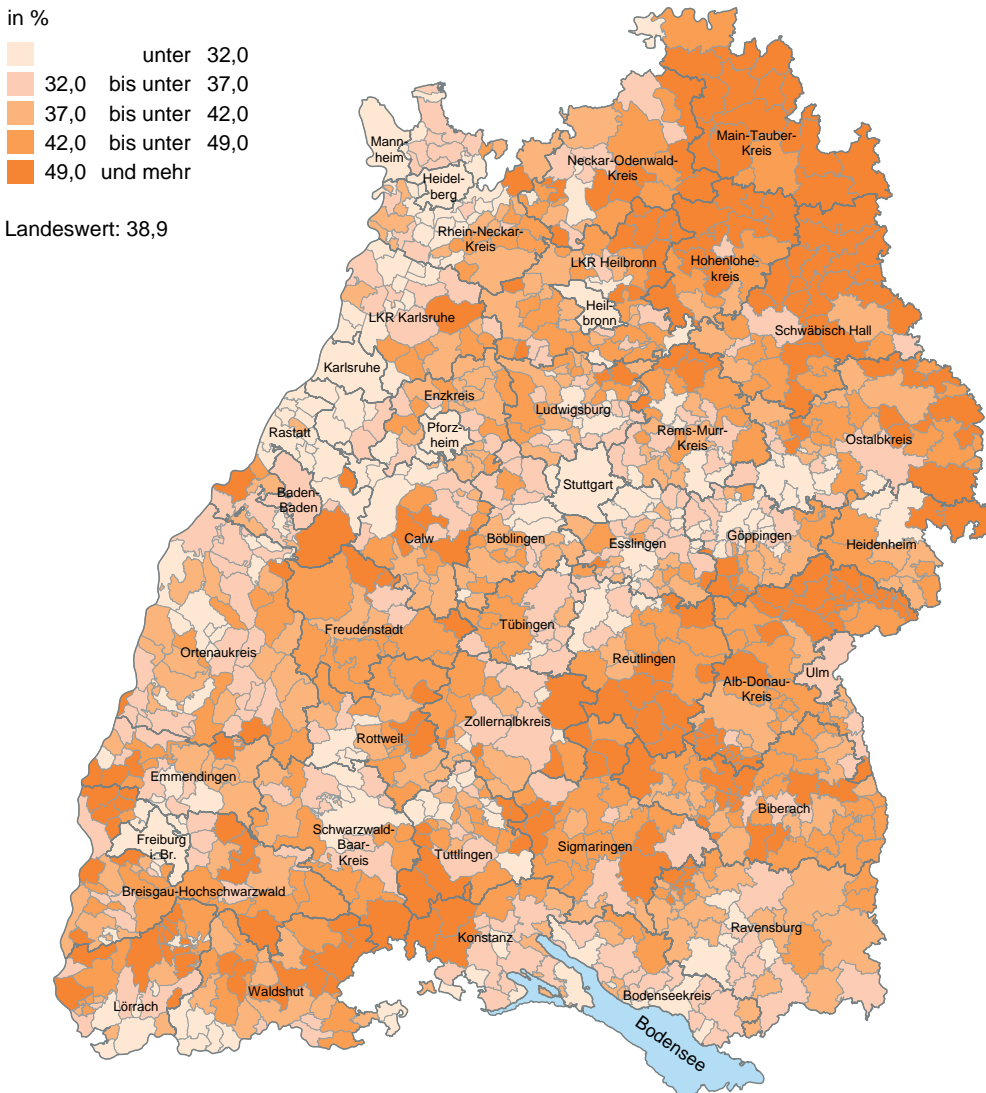 in %
unter 32,0
32,0 bis unter 37,0
37,0 bis unter 42,0
42,0 bis unter 49,0
49,0 und mehr
Landeswert: 38,9
Main-Tauber-
Kreis
Mann-
heim
Neckar-Odenwald-
Kreis
Heidel-
berg
Rhein-Neckar-
Kreis
LKR Heilbronn
Hohenlohe-
kreis
Heil-
bronn
LKR Karlsruhe
Schwäbisch Hall
Karlsruhe
Enzkreis
Ludwigsburg
Rastatt
Pforz-
heim
Rems-Murr-
Kreis
Ostalbkreis
Stuttgart
Baden-
Baden
Calw
Böblingen
Esslingen
Göppingen
Heidenheim
Freudenstadt
Tübingen
Ortenaukreis
Reutlingen
Alb-Donau-
Kreis
Ulm
Zollernalbkreis
Rottweil
Emmendingen
Biberach
Freiburg
i. Br.
Schwarzwald-
Baar-
Kreis
Tuttlingen
Sigmaringen
Breisgau-Hochschwarzwald
Ravensburg
Konstanz
Waldshut
Lörrach
Bodenseekreis
Bodensee